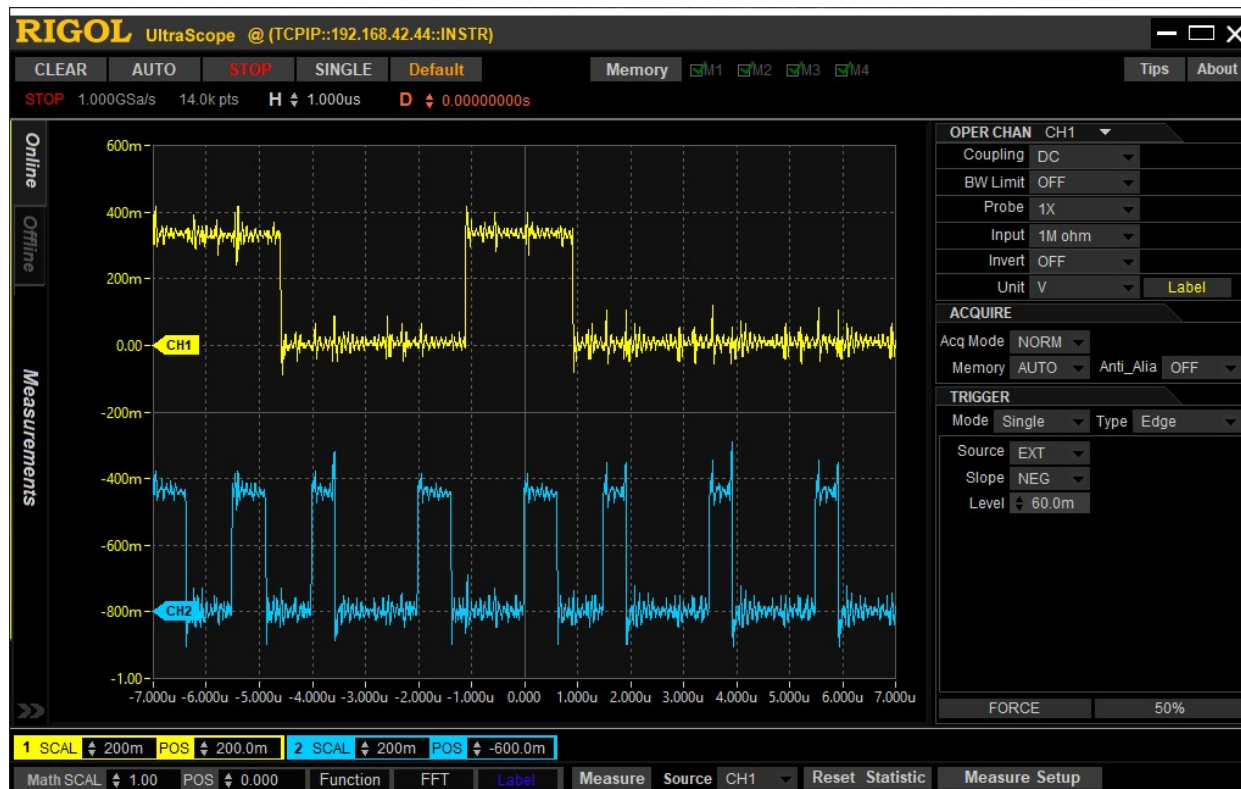 RIGOL UltraScope @ (TCPIP::192.168.42.44::INSTR)
CLEAR AUTO STOP SINGLE Default Memory M1 M2 M3 M4 Tips About
STOP 1.000GSa/s 14.0k pts H 1.000us D 0.00000000s
Online
Offline
Measurements
600m
400m
200m
0.00
-200m
-400m
-600m
-800m
-1.00
CH1
CH2
-7.000u -6.000u -5.000u -4.000u -3.000u -2.000u -1.000u 0.000 1.000u 2.000u 3.000u 4.000u 5.000u 6.000u 7.000u
OPER CHAN CH1
Coupling DC
BW Limit OFF
Probe 1X
Input 1M ohm
Invert OFF
Unit V Label
ACQUIRE
Acq Mode NORM
Memory AUTO Anti_Alia OFF
TRIGGER
Mode Single Type Edge
Source EXT
Slope NEG
Level 60.0m
FORCE 50%
1 SCAL 200m POS 200.0m 2 SCAL 200m POS -600.0m
Math SCAL 1.00 POS 0.000 Function FFT Label Measure Source CH1 Reset Statistic Measure Setup